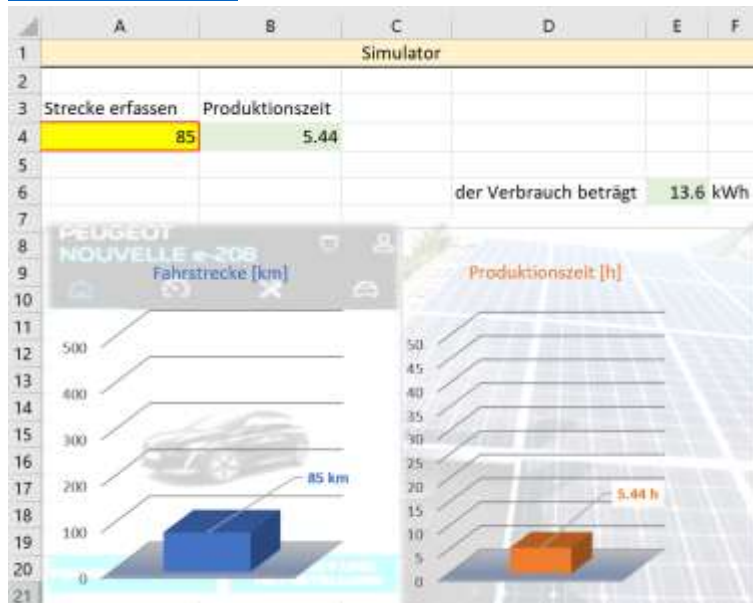 A B C D E F
1 Simulator
2
3 Strecke erfassen Produktionszeit
4 85 5.44
5
6 der Verbrauch beträgt 13.6 kWh
7
8 PEUGEOT
NOUVELLE e-208
9 Fahrstrecke [km] Produktionszeit [h]
10
11
12 500 50
45
13
400 40
14
35
15 300 30
16
25
17 200 85 km 20 5.44 h
18 15
100 10
19
5
20 0 0
21